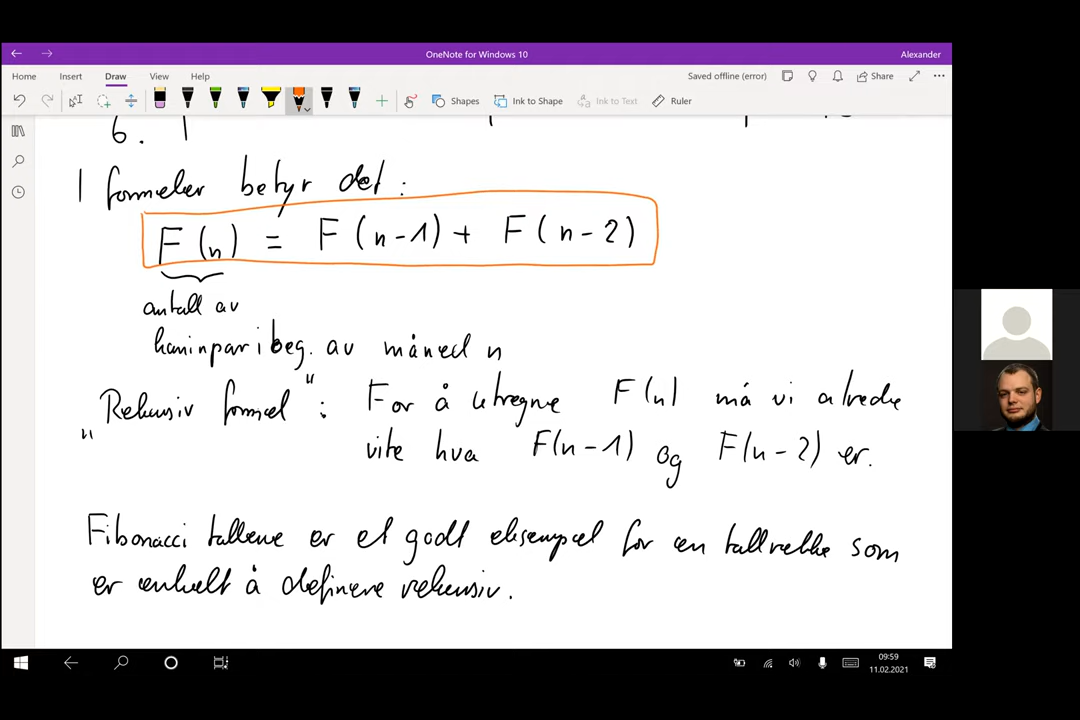 OneNote for Windows 10
Alexander
Home Insert Draw View Help
Saved offline (error)
Share
Shapes
Ink to Shape
Ink to Text
Ruler
6.
I formeler betyr det :
F(n) = F(n-1) + F(n-2)
antall av
kaninpar i beg. av måned n
"Rekursiv formel" : For å utregne F(n) må vi alrede
vite hva F(n-1) og F(n-2) er.
Fibonacci tallene er et godt eksempel for en tallrekke som
er enkelt å definere rekursiv.
09:59
11.02.2021